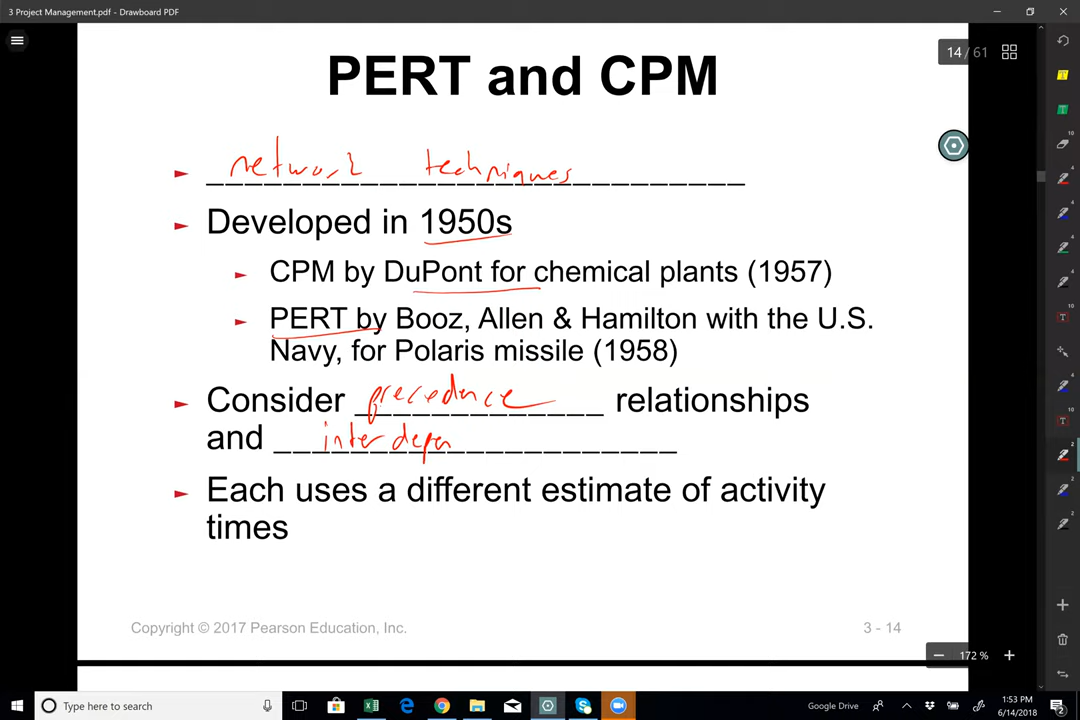 3 Project Management.pdf - Drawboard PDF
14 / 61
PERT and CPM
network techniques
Developed in 1950s
CPM by DuPont for chemical plants (1957)
PERT by Booz, Allen & Hamilton with the U.S.
Navy, for Polaris missile (1958)
Consider precedence relationships
and interdepen
Each uses a different estimate of activity
times
Copyright © 2017 Pearson Education, Inc.
3 - 14
172 %
Type here to search
Google Drive
1:53 PM
6/14/2018